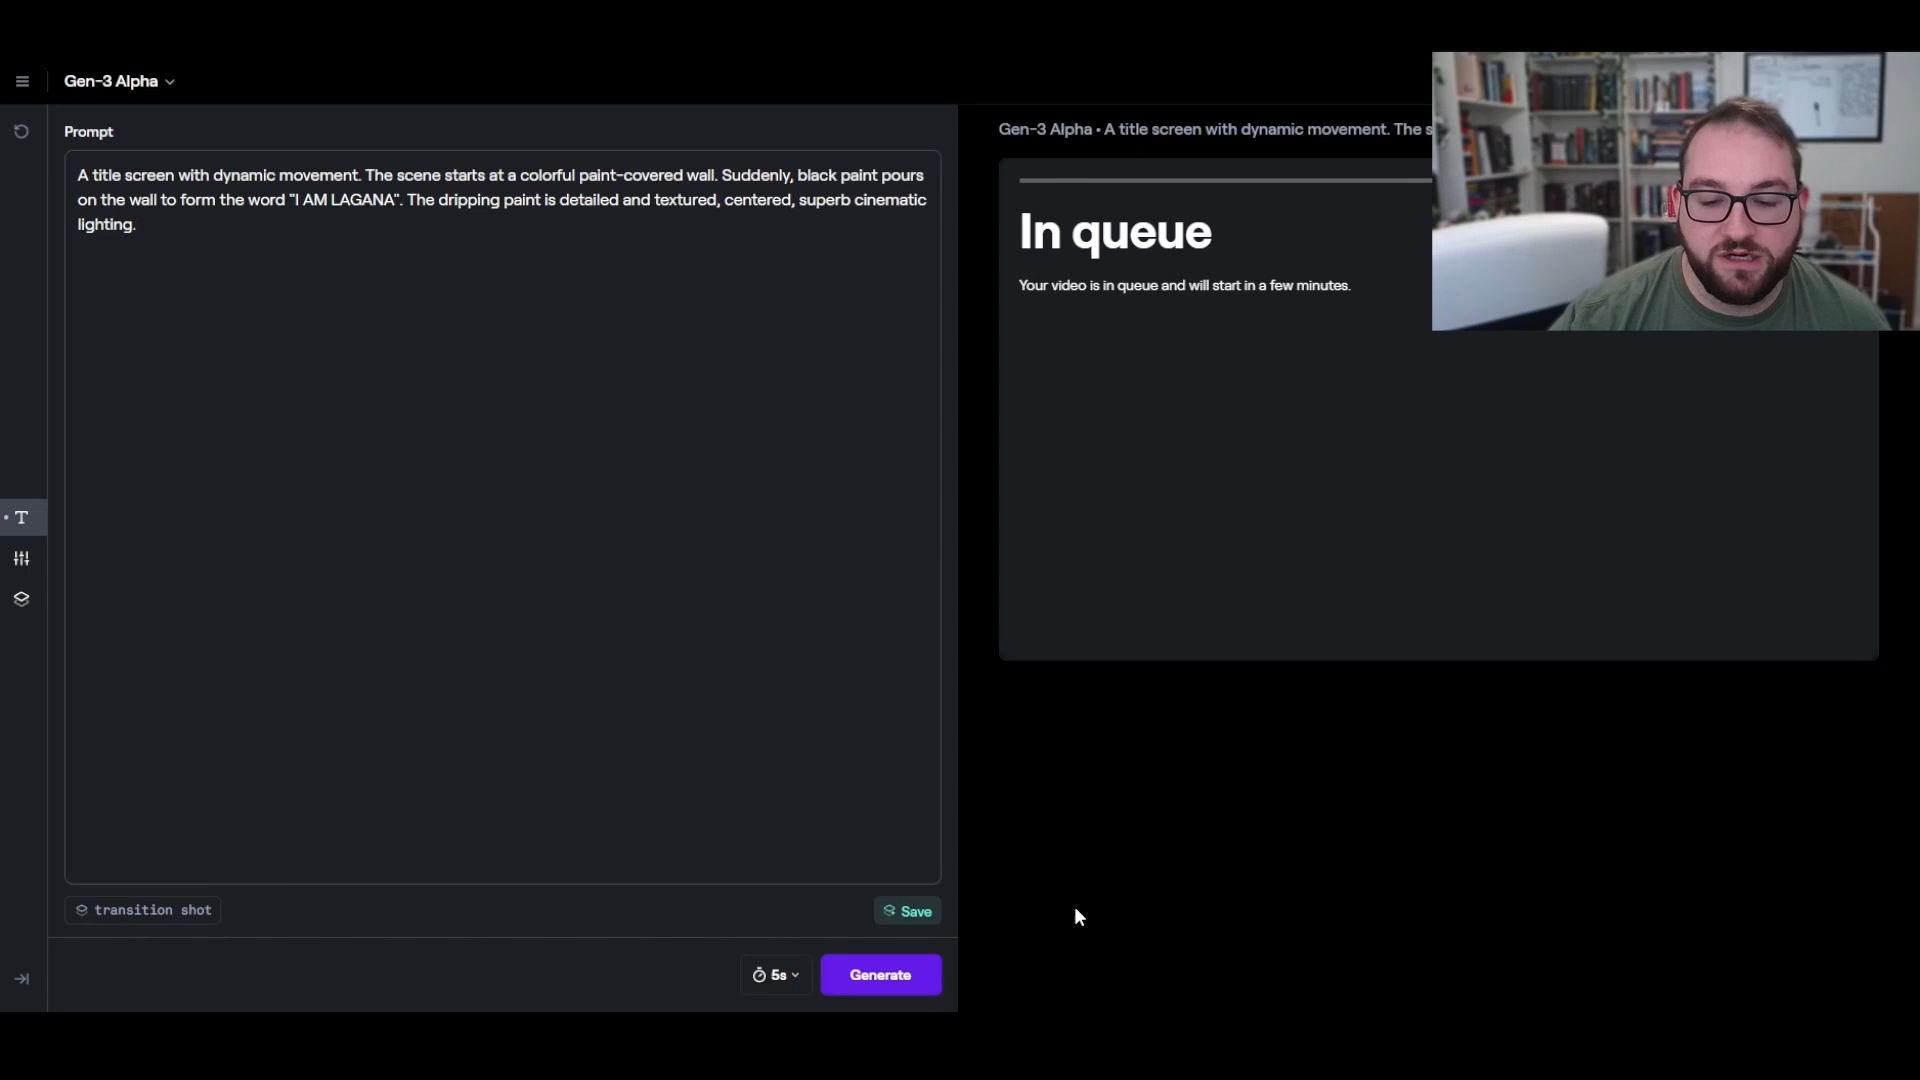 Gen-3 Alpha
Prompt
A title screen with dynamic movement. The scene starts at a colorful paint-covered wall. Suddenly, black paint pours
on the wall to form the word "I AM LAGANA". The dripping paint is detailed and textured, centered, superb cinematic
lighting.
transition shot
Save
5s
Generate
Gen-3 Alpha • A title screen with dynamic movement. The s
In queue
Your video is in queue and will start in a few minutes.